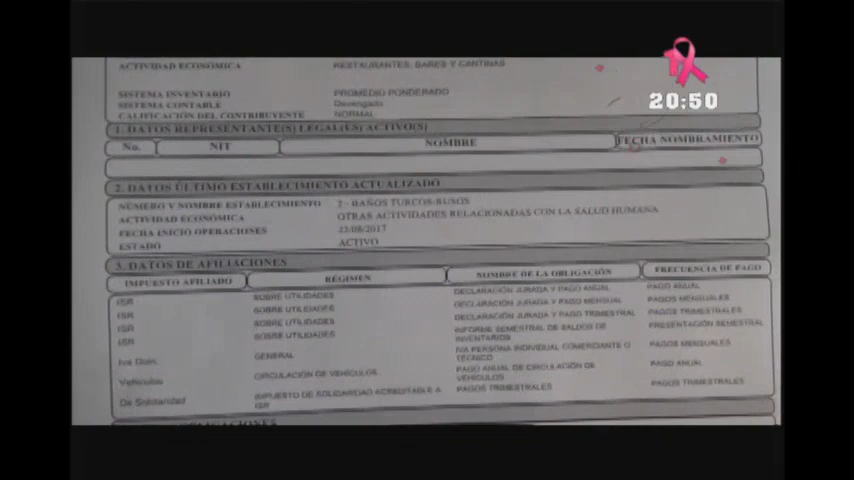 20:50
ACTIVIDAD ECONÓMICA RESTAURANTES, BARES Y CANTINAS
SISTEMA INVENTARIO PROMEDIO PONDERADO
SISTEMA CONTABLE Devengado
CALIFICACIÓN DEL CONTRIBUYENTE NORMAL
1. DATOS REPRESENTANTE(S) LEGAL(ES) ACTIVO(S)
No. NIT NOMBRE FECHA NOMBRAMIENTO
2. DATOS ÚLTIMO ESTABLECIMIENTO ACTUALIZADO
NÚMERO Y NOMBRE ESTABLECIMIENTO 2 - BAÑOS TURCOS-RUSOS
ACTIVIDAD ECONÓMICA OTRAS ACTIVIDADES RELACIONADAS CON LA SALUD HUMANA
FECHA INICIO OPERACIONES 23/08/2017
ESTADO ACTIVO
3. DATOS DE AFILIACIONES
IMPUESTO AFILIADO RÉGIMEN NOMBRE DE LA OBLIGACIÓN FRECUENCIA DE PAGO
ISR SOBRE UTILIDADES DECLARACIÓN JURADA Y PAGO ANUAL PAGO ANUAL
ISR SOBRE UTILIDADES DECLARACIÓN JURADA Y PAGO MENSUAL PAGOS MENSUALES
ISR SOBRE UTILIDADES DECLARACIÓN JURADA Y PAGO TRIMESTRAL PAGOS TRIMESTRALES
ISR SOBRE UTILIDADES INFORME SEMESTRAL DE SALDOS DE INVENTARIOS PRESENTACIÓN SEMESTRAL
Iva Dom. GENERAL IVA PERSONA INDIVIDUAL COMERCIANTE O TÉCNICO PAGOS MENSUALES
Vehiculos CIRCULACIÓN DE VEHÍCULOS PAGO ANUAL DE CIRCULACIÓN DE VEHÍCULOS PAGO ANUAL
De Solidaridad IMPUESTO DE SOLIDARIDAD ACREDITABLE A ISR PAGOS TRIMESTRALES PAGOS TRIMESTRALES